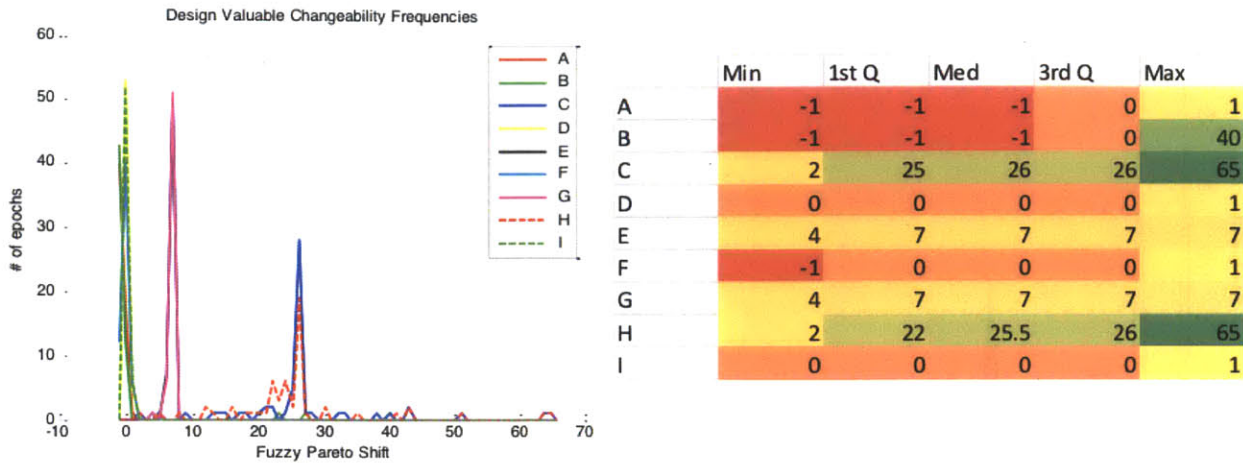 Design Valuable Changeability Frequencies
60
50
40
30
20
10
0
# of epochs
-10 0 10 20 30 40 50 60 70
Fuzzy Pareto Shift
A
B
C
D
E
F
G
H
I
Min 1st Q Med 3rd Q Max
A -1 -1 -1 0 1
B -1 -1 -1 0 40
C 2 25 26 26 65
D 0 0 0 0 1
E 4 7 7 7 7
F -1 0 0 0 1
G 4 7 7 7 7
H 2 22 25.5 26 65
I 0 0 0 0 1